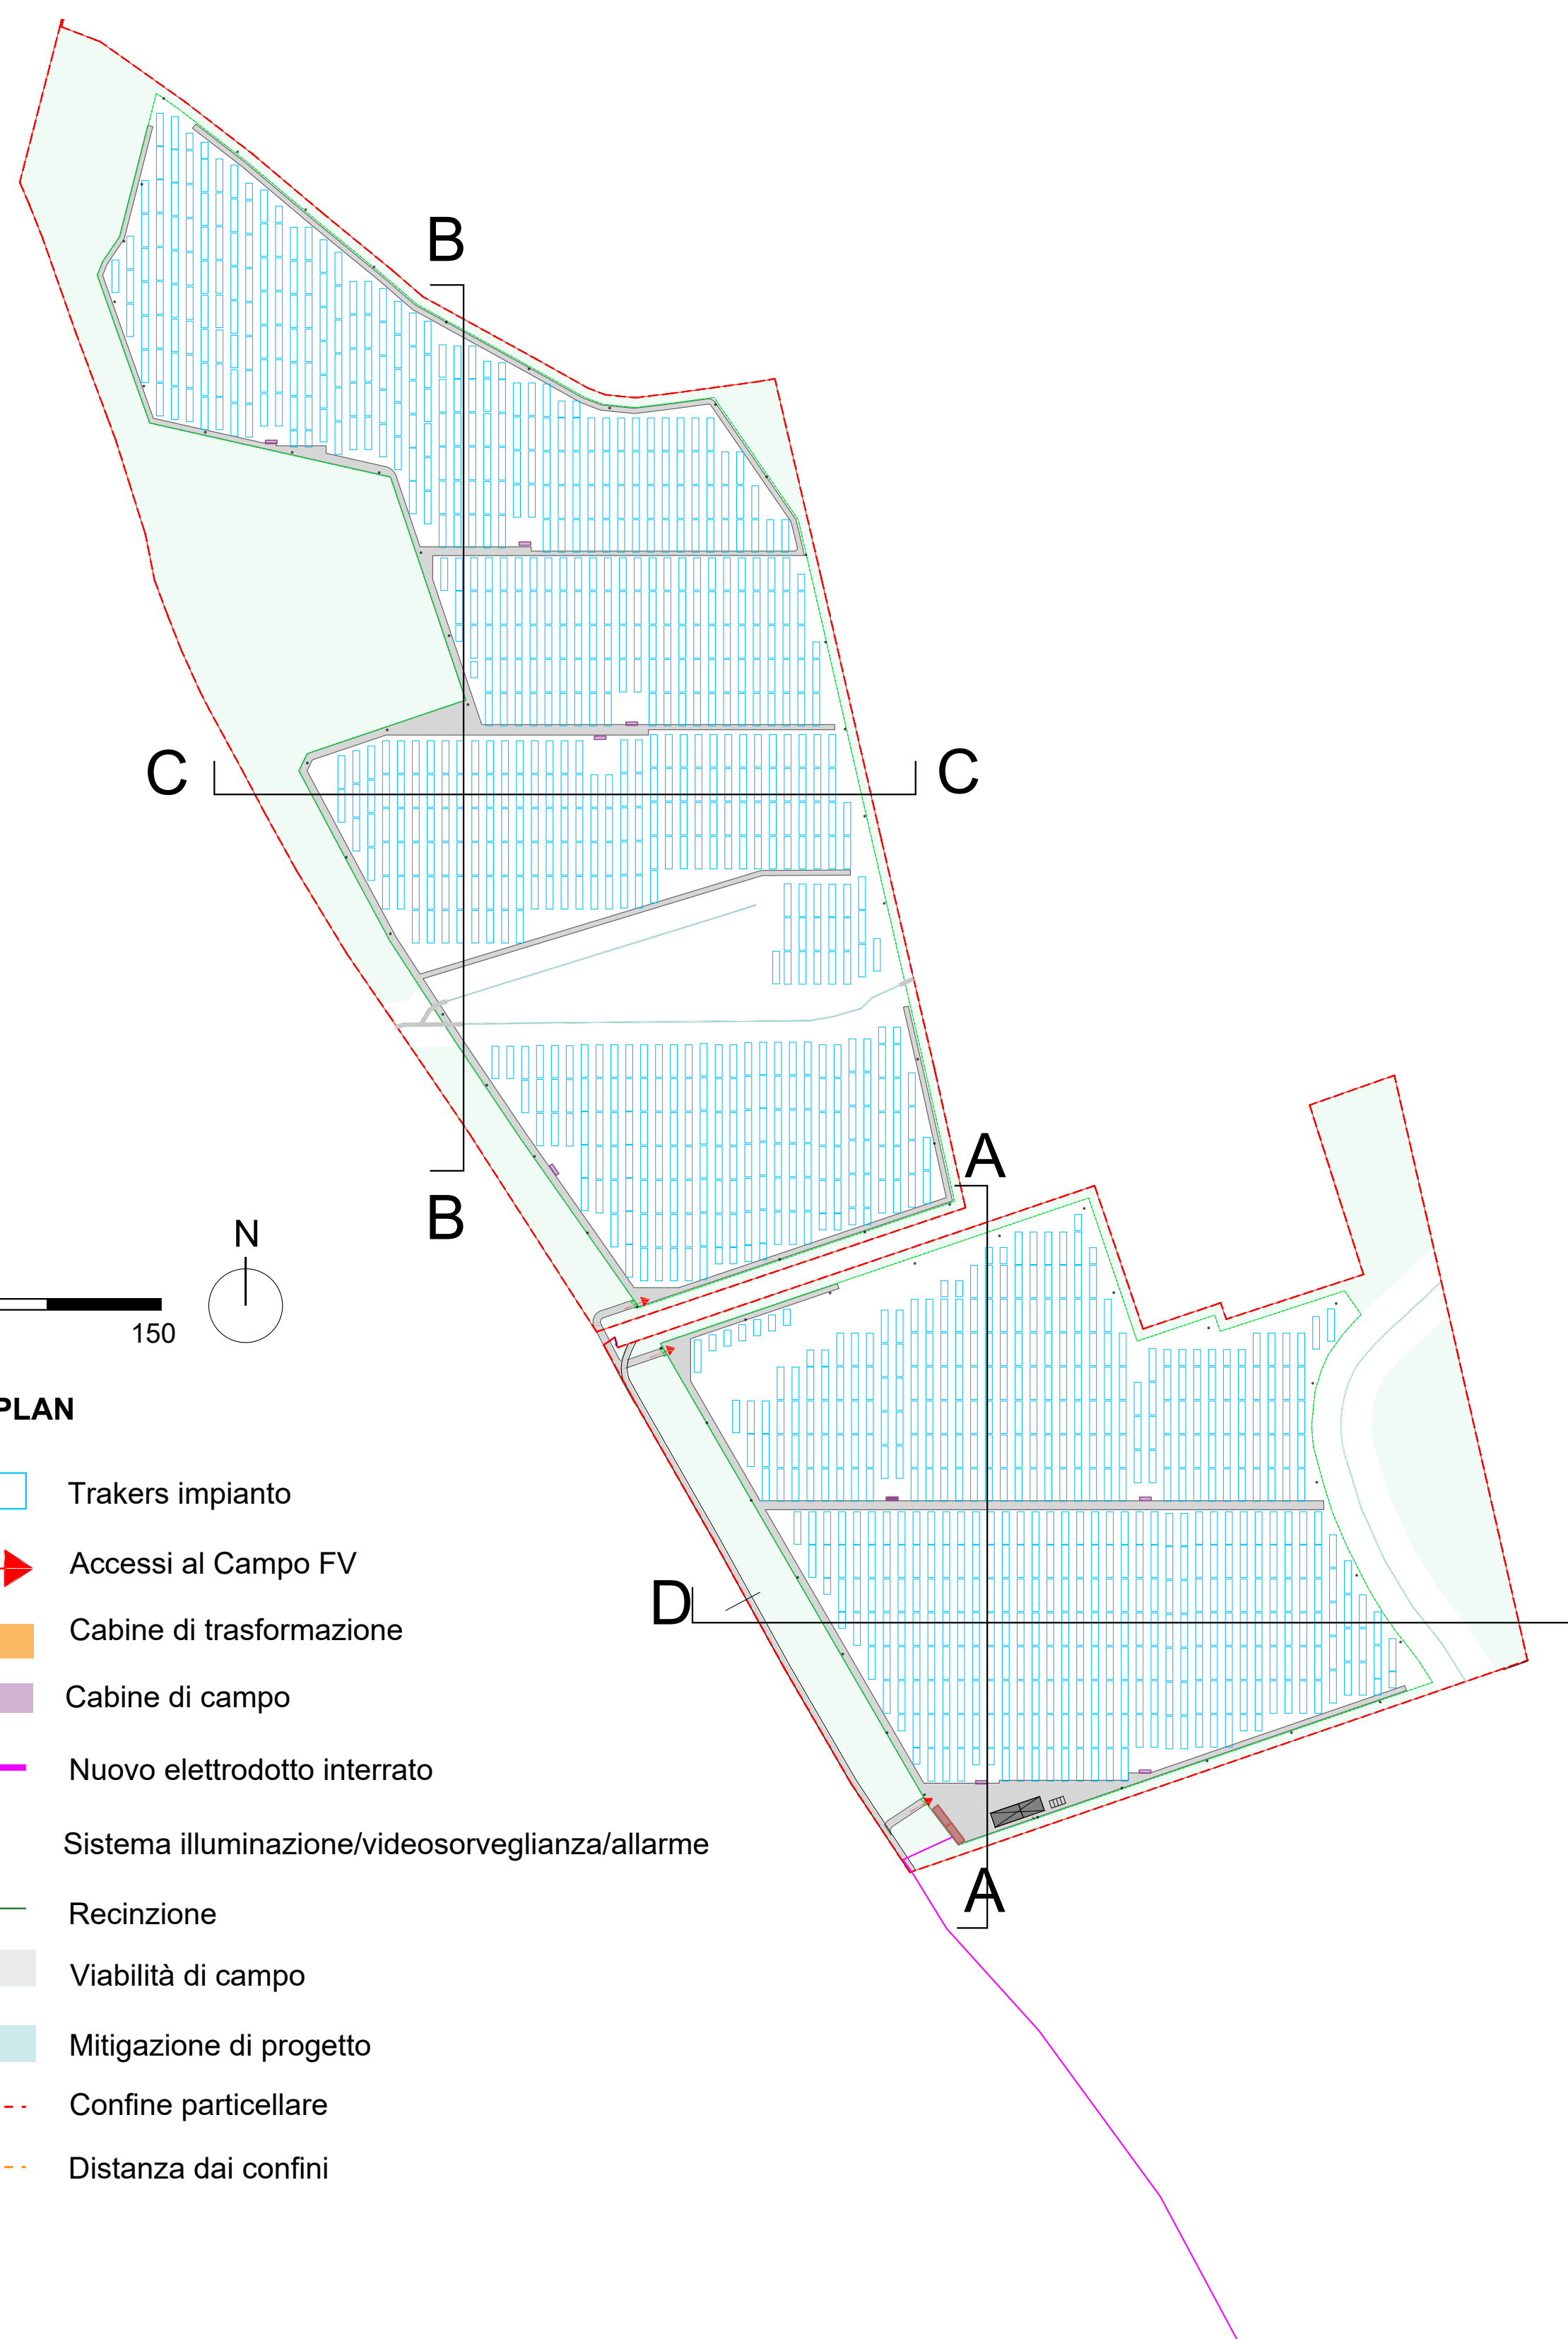 B
C
C
A
B
N
150
PLAN
Trakers impianto
Accessi al Campo FV
Cabine di trasformazione
D
Cabine di campo
Nuovo elettrodotto interrato
Sistema illuminazione/videosorveglianza/allarme
A
Recinzione
Viabilità di campo
Mitigazione di progetto
Confine particellare
Distanza dai confini